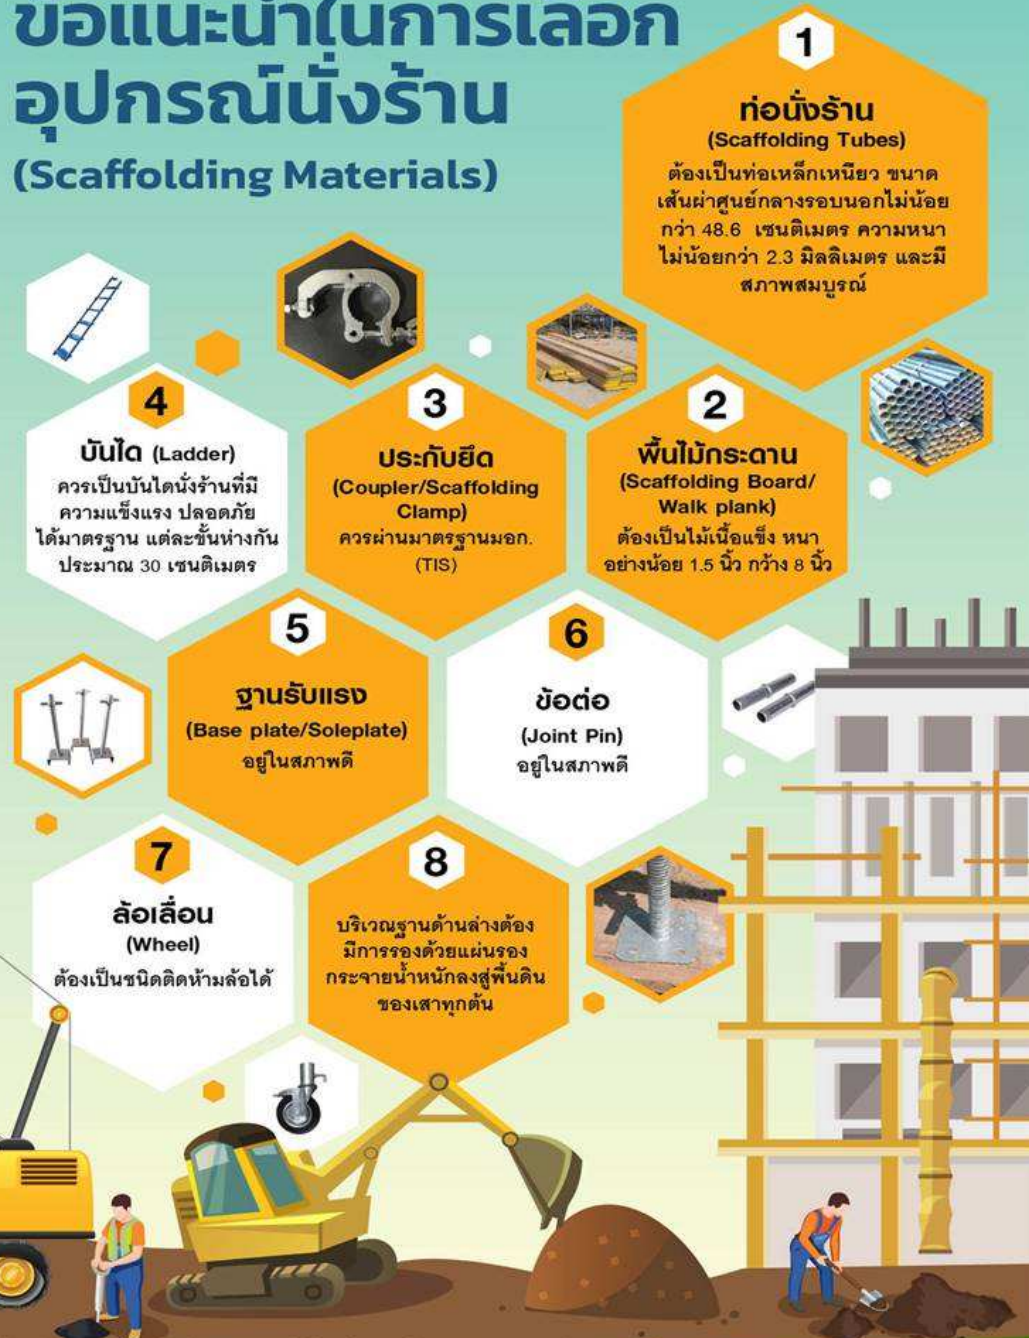 ข้อแนะนำในการเลือก
อุปกรณ์นั่งร้าน
(Scaffolding Materials)
1
ท่อนั่งร้าน
(Scaffolding Tubes)
ต้องเป็นท่อเหล็กเหนียว ขนาด
เส้นผ่าศูนย์กลางรอบนอกไม่น้อย
กว่า 48.6 เซนติเมตร ความหนา
ไม่น้อยกว่า 2.3 มิลลิเมตร และมี
สภาพสมบูรณ์
2
พื้นไม้กระดาน
(Scaffolding Board/
Walk plank)
ต้องเป็นไม้เนื้อแข็ง หนา
อย่างน้อย 1.5 นิ้ว กว้าง 8 นิ้ว
3
ประกับยึด
(Coupler/Scaffolding
Clamp)
ควรผ่านมาตรฐานมอก.
(TIS)
4
บันได (Ladder)
ควรเป็นบันไดนั่งร้านที่มี
ความแข็งแรง ปลอดภัย
ได้มาตรฐาน แต่ละขั้นห่างกัน
ประมาณ 30 เซนติเมตร
5
ฐานรับแรง
(Base plate/Soleplate)
อยู่ในสภาพดี
6
ข้อต่อ
(Joint Pin)
อยู่ในสภาพดี
7
ล้อเลื่อน
(Wheel)
ต้องเป็นชนิดติดห้ามล้อได้
8
บริเวณฐานด้านล่างต้อง
มีการรองด้วยแผ่นรอง
กระจายน้ำหนักลงสู่พื้นดิน
ของเสาทุกต้น